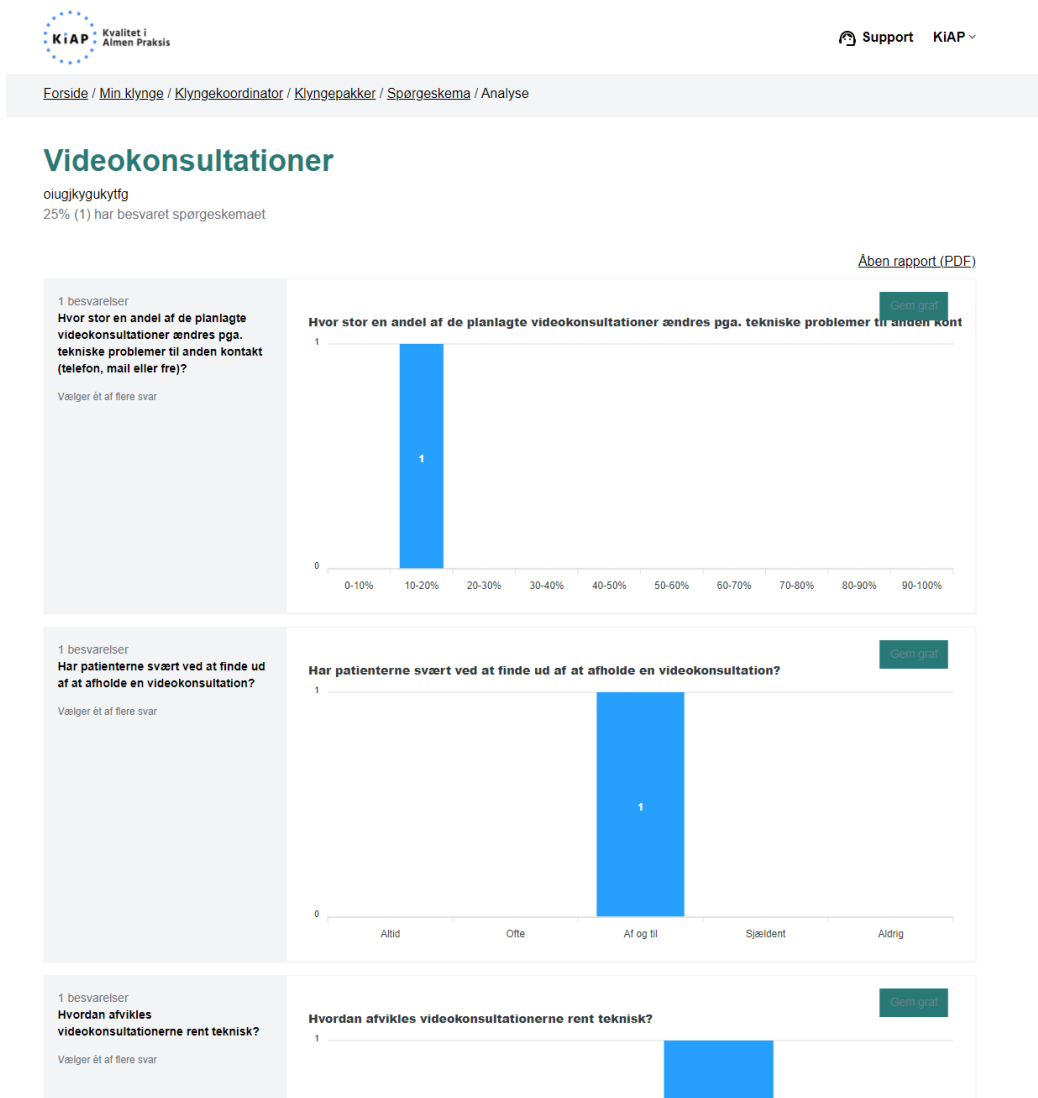 KiAP Kvalitet i
Almen Praksis
Support KiAP
Forside / Min klynge / Klyngekoordinator / Klyngepakker / Spørgeskema / Analyse
Videokonsultationer
oiugjkygukytfg
25% (1) har besvaret spørgeskemaet
Åben rapport (PDF)
1 besvarelser
Hvor stor en andel af de planlagte
videokonsultationer ændres pga.
tekniske problemer til anden kontakt
(telefon, mail eller fre)?
Vælger ét af flere svar
Gem graf
Hvor stor en andel af de planlagte videokonsultationer ændres pga. tekniske problemer til anden kont
1
1
0
0-10% 10-20% 20-30% 30-40% 40-50% 50-60% 60-70% 70-80% 80-90% 90-100%
1 besvarelser
Har patienterne svært ved at finde ud
af at afholde en videokonsultation?
Vælger ét af flere svar
Gem graf
Har patienterne svært ved at finde ud af at afholde en videokonsultation?
1
1
0
Altid Ofte Af og til Sjældent Aldrig
1 besvarelser
Hvordan afvikles
videokonsultationerne rent teknisk?
Vælger ét af flere svar
Gem graf
Hvordan afvikles videokonsultationerne rent teknisk?
1